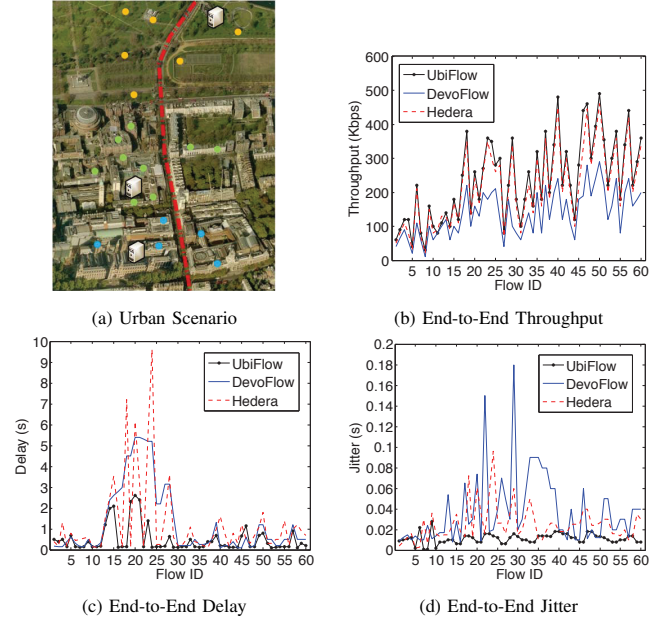 (a) Urban Scenario
600
500
400
300
200
100
0
Throughput (Kbps)
UbiFlow
DevoFlow
Hedera
5 10 15 18 25 30 35 40 45 50 55 60
Flow ID
(b) End-to-End Throughput
10
9
8
7
6
5
4
3
2
1
0
Delay (s)
UbiFlow
DevoFlow
Hedera
5 10 15 20 25 30 35 40 45 50 55 60
Flow ID
(c) End-to-End Delay
0.2
0.18
0.16
0.14
0.12
0.1
0.08
0.06
0.04
0.02
0
Jitter (s)
UbiFlow
DevoFlow
Hedera
5 10 15 20 25 30 35 40 45 50 55 60
Flow ID
(d) End-to-End Jitter